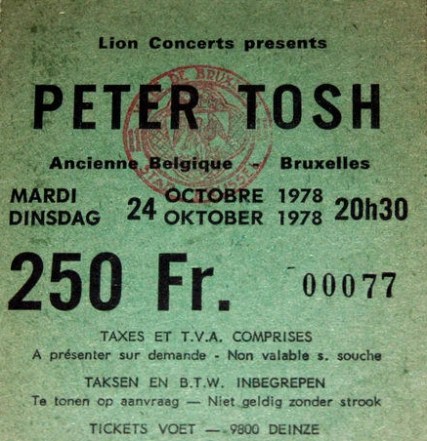 Lion Concerts presents
PETER TOSH
Ancienne Belgique - Bruxelles
MARDI 24 OCTOBRE 1978 20h30
DINSDAG OKTOBER 1978
250 Fr. 00077
TAXES ET T.V.A. COMPRISES
A présenter sur demande - Non valable s. souche
TAKSEN EN B.T.W. INBEGREPEN
Te tonen op aanvraag — Niet geldig zonder strook
TICKETS VOET — 9800 DEINZE
DE BRUX